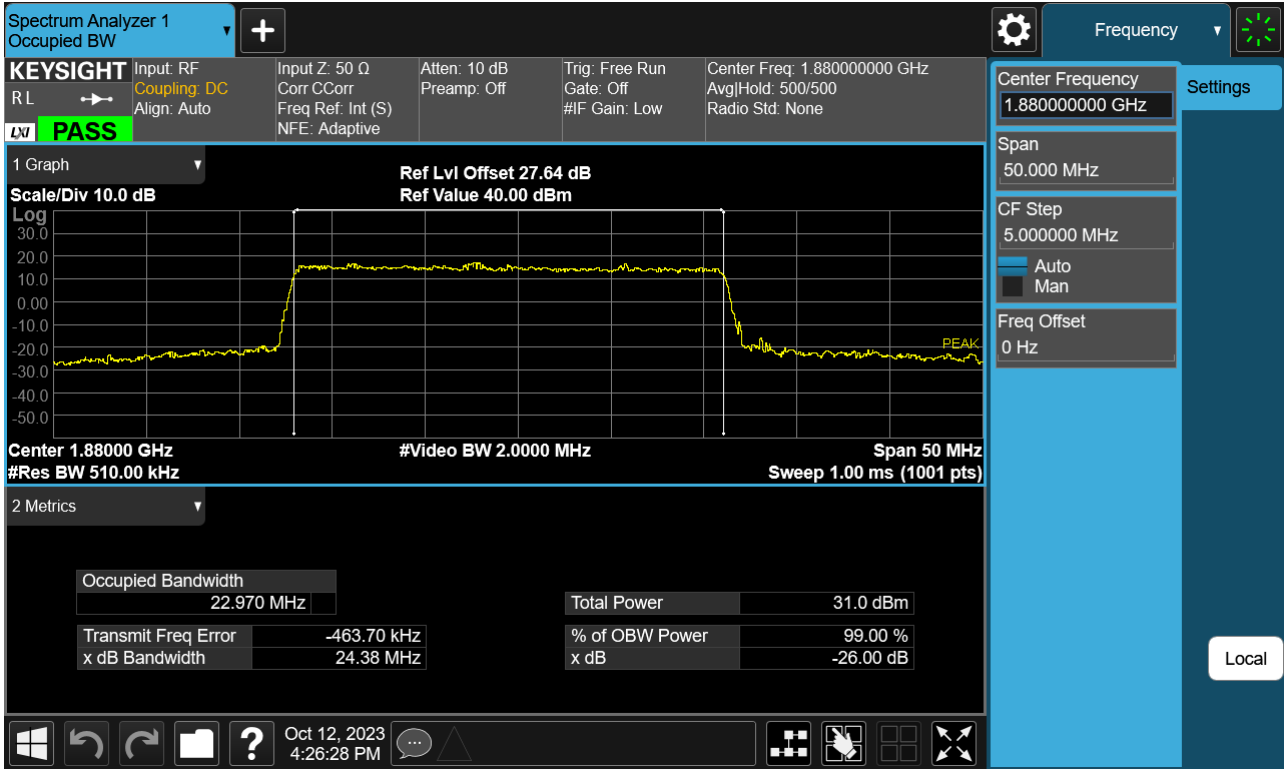 Spectrum Analyzer 1
Occupied BW
Frequency
KEYSIGHT
R L
LXI
PASS
Input: RF
Coupling: DC
Align: Auto
Input Z: 50 Ω
Corr CCorr
Freq Ref: Int (S)
NFE: Adaptive
Atten: 10 dB
Preamp: Off
Trig: Free Run
Gate: Off
#IF Gain: Low
Center Freq: 1.880000000 GHz
Avg|Hold: 500/500
Radio Std: None
Center Frequency
1.880000000 GHz
Settings
Span
50.000 MHz
CF Step
5.000000 MHz
Auto
Man
Freq Offset
0 Hz
Local
1 Graph
Scale/Div 10.0 dB
Ref Lvl Offset 27.64 dB
Ref Value 40.00 dBm
Log
30.0
20.0
10.0
0.00
-10.0
-20.0
-30.0
-40.0
-50.0
PEAK
Center 1.88000 GHz
#Res BW 510.00 kHz
#Video BW 2.0000 MHz
Span 50 MHz
Sweep 1.00 ms (1001 pts)
2 Metrics
Occupied Bandwidth
22.970 MHz
Transmit Freq Error -463.70 kHz
x dB Bandwidth 24.38 MHz
Total Power 31.0 dBm
% of OBW Power 99.00 %
x dB -26.00 dB
Oct 12, 2023
4:26:28 PM